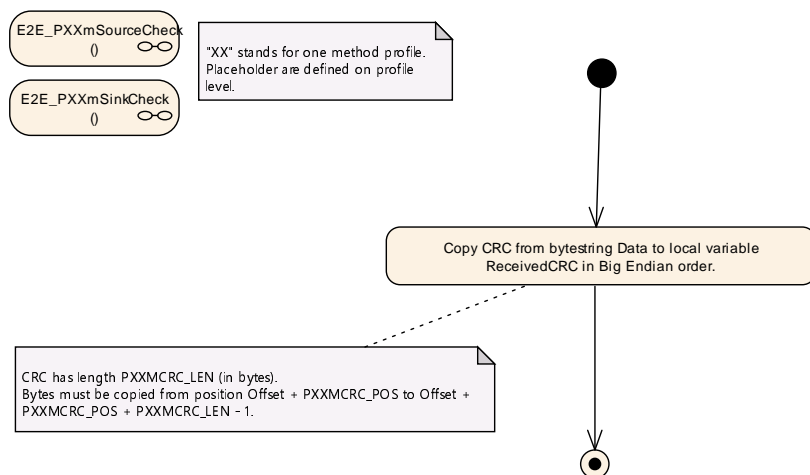 E2E_PXXmSourceCheck
()
"XX" stands for one method profile.
Placeholder are defined on profile
level.
E2E_PXXmSinkCheck
()
Copy CRC from bytestring Data to local variable
ReceivedCRC in Big Endian order.
CRC has length PXXMCRC_LEN (in bytes).
Bytes must be copied from position Offset + PXXMCRC_POS to Offset +
PXXMCRC_POS + PXXMCRC_LEN - 1.